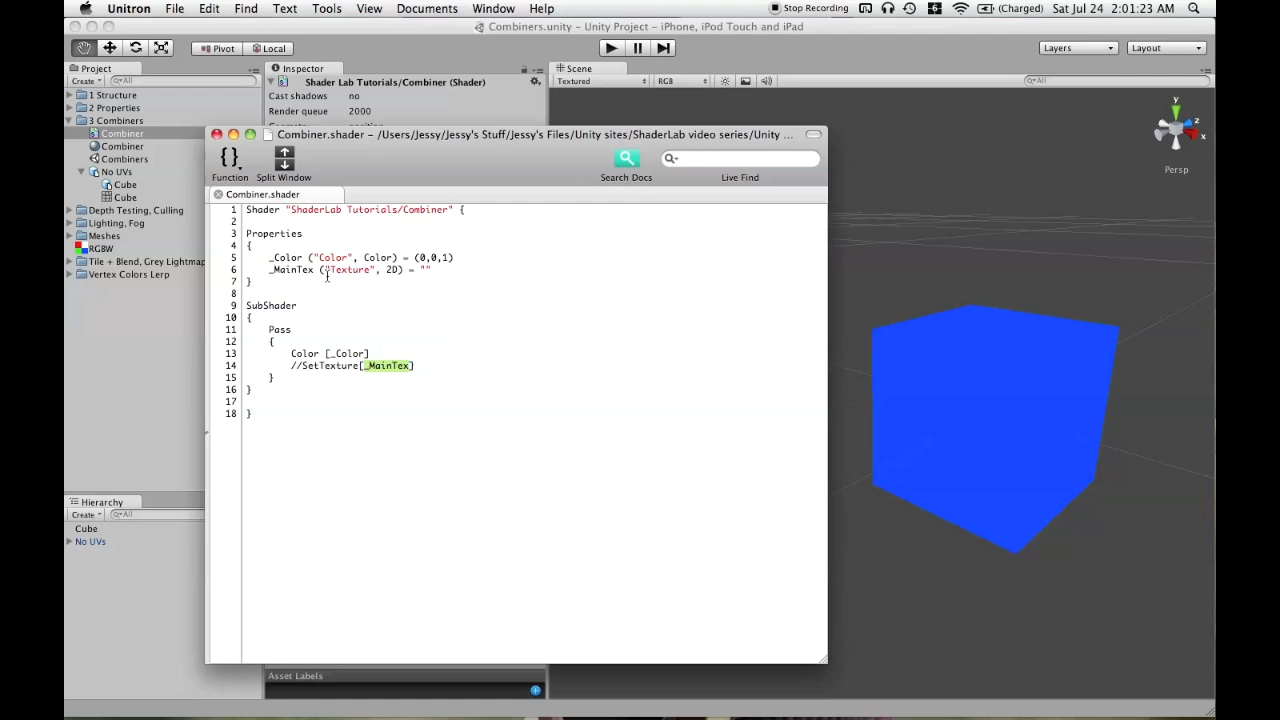 Unitron File Edit Find Text Tools View Documents Window Help Stop Recording (Charged) Sat Jul 24 2:01:23 AM
Combiners.unity - Unity Project - iPhone, iPod Touch and iPad
Pivot Local Layers Layout
Project
Create All
1 Structure
2 Properties
3 Combiners
Combiner
Combiner
Combiners
No UVs
Cube
Cube
Depth Testing, Culling
Lighting, Fog
Meshes
RGBW
Tile + Blend, Grey Lightmap
Vertex Colors Lerp
Hierarchy
Create All
Cube
No UVs
Inspector
Shader Lab Tutorials/Combiner (Shader)
Cast shadows no
Render queue 2000
Scene
Textured RGB All
y
z
x
Persp
Combiner.shader - /Users/Jessy/Jessy's Stuff/Jessy's Files/Unity sites/ShaderLab video series/Unity ...
{ }
Function Split Window Search Docs Live Find
Combiner.shader
1 Shader "ShaderLab Tutorials/Combiner" {
2
3 Properties
4 {
5 _Color ("Color", Color) = (0,0,1)
6 _MainTex ("Texture", 2D) = ""
7 }
8
9 SubShader
10 {
11 Pass
12 {
13 Color [_Color]
14 //SetTexture[_MainTex]
15 }
16 }
17
18 }
Asset Labels